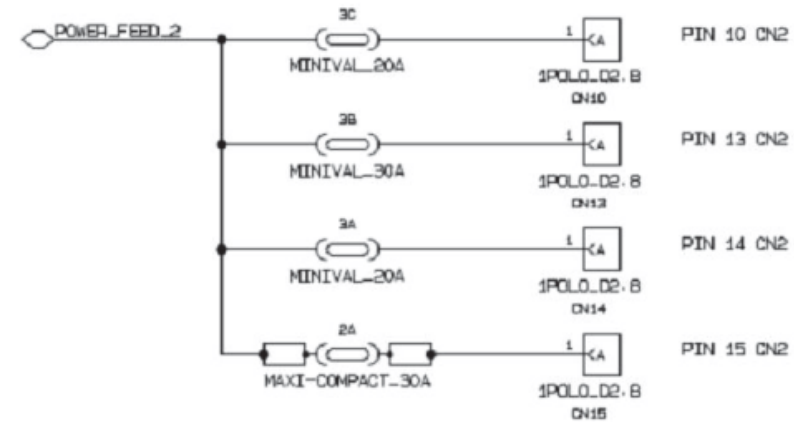 POWER_FEED_2
3C
MINIVAL_20A
1
<A
1POLO_D2.8
CN10
PIN 10 CN2
3B
MINIVAL_30A
1
<A
1POLO_D2.8
CN13
PIN 13 CN2
3A
MINIVAL_20A
1
<A
1POLO_D2.8
CN14
PIN 14 CN2
2A
MAXI-COMPACT_30A
1
<A
1POLO_D2.8
CN15
PIN 15 CN2